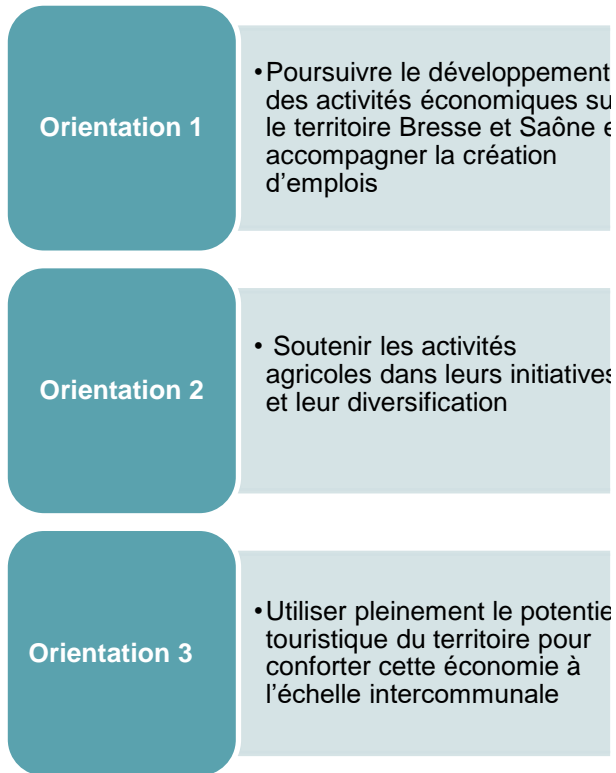 Orientation 1
•Poursuivre le développement
des activités économiques su
le territoire Bresse et Saône e
accompagner la création
d'emplois
Orientation 2
• Soutenir les activités
agricoles dans leurs initiatives
et leur diversification
Orientation 3
•Utiliser pleinement le potentie
touristique du territoire pour
conforter cette économie à
l'échelle intercommunale